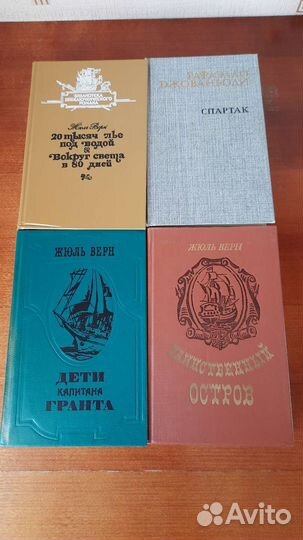 БИБЛИОТЕКА
ПРИКЛЮЧЕНЧЕСКОГО
РОМАНА
Жюль Верн
20 тысяч лье
под водой
&
Вокруг света
в 80 дней
РАФАЭЛЛО
ДЖОВАНЬОЛИ
СПАРТАК
ЖЮЛЬ ВЕРН
ДЕТИ
КАПИТАНА
ГРАНТА
ЖЮЛЬ ВЕРН
ТАИНСТВЕННЫЙ
ОСТРОВ
Avito